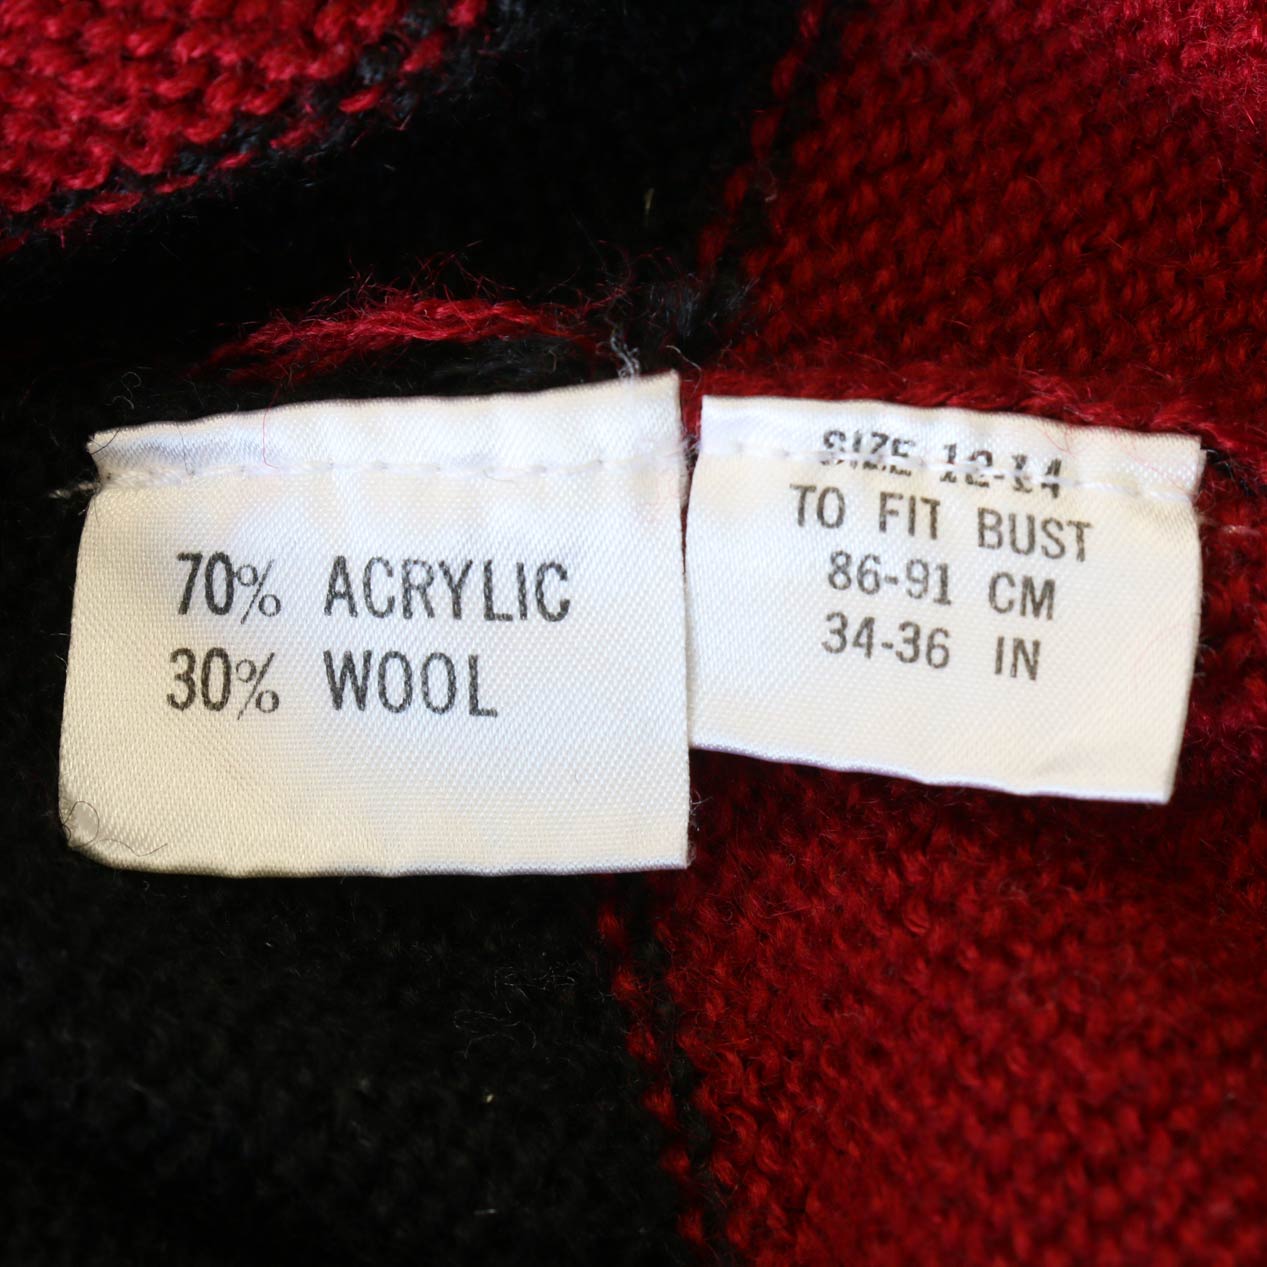 70% ACRYLIC
30% WOOL
SIZE 12-14
TO FIT BUST
86-91 CM
34-36 IN